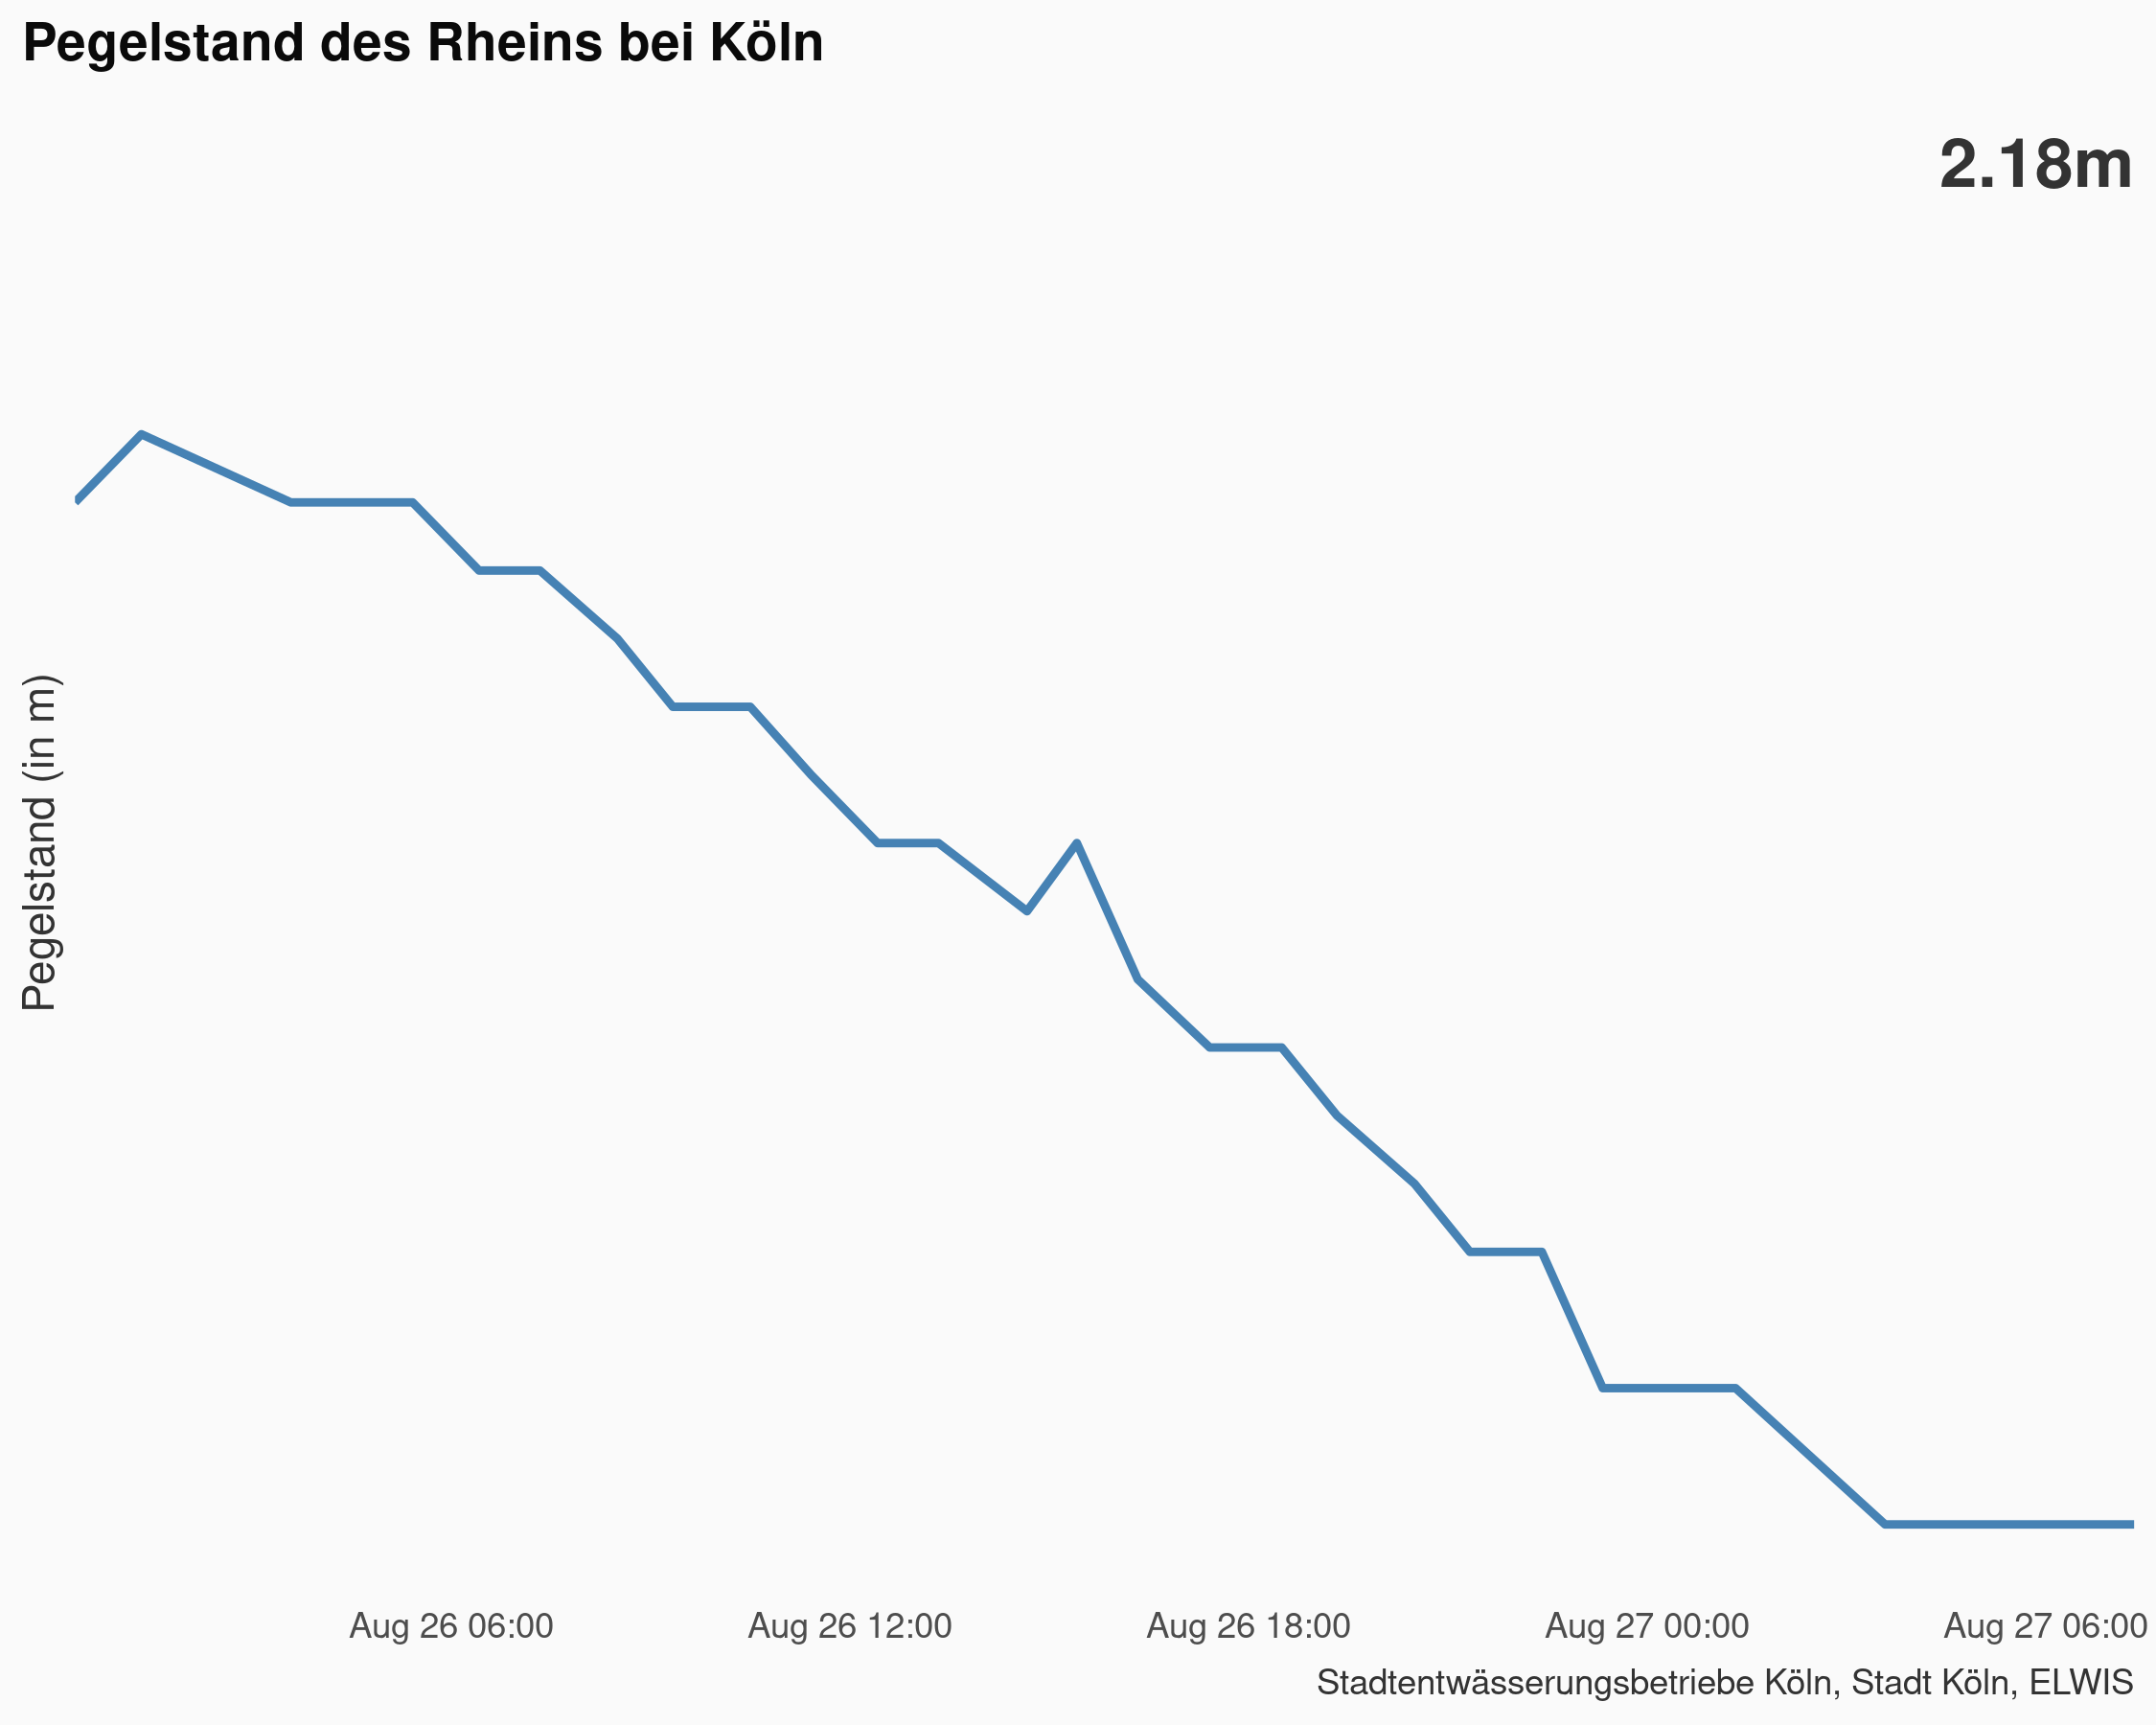 Pegelstand des Rheins bei Köln
2.18m
Pegelstand (in m)
Aug 26 06:00 Aug 26 12:00 Aug 26 18:00 Aug 27 00:00 Aug 27 06:00
Stadtentwässerungsbetriebe Köln, Stadt Köln, ELWIS